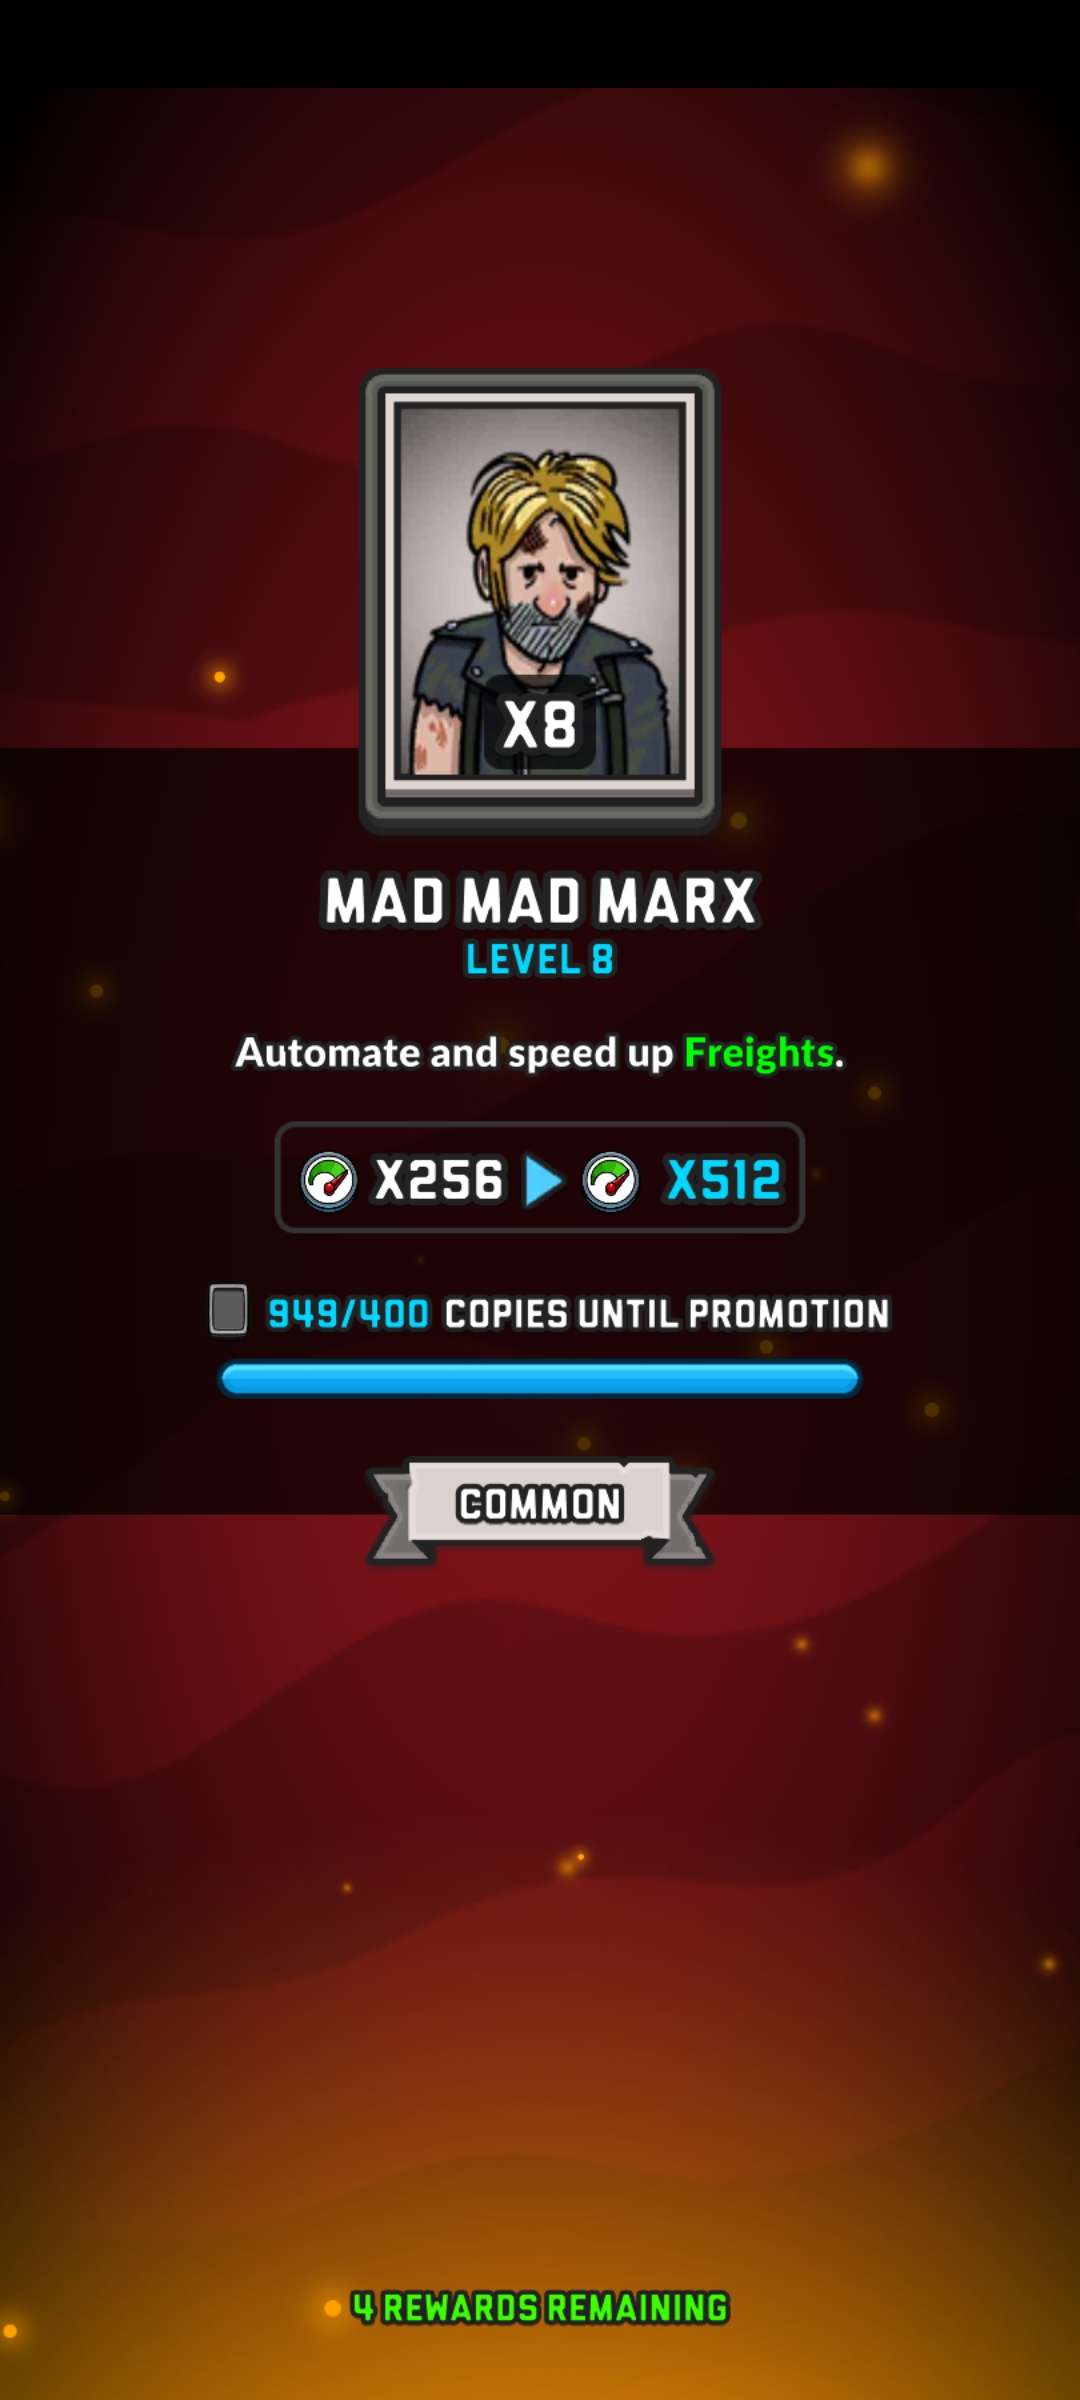 X8
MAD MAD MARX
LEVEL 8
Automate and speed up Freights.
X256 X512
949/400 COPIES UNTIL PROMOTION
COMMON
4 REWARDS REMAINING